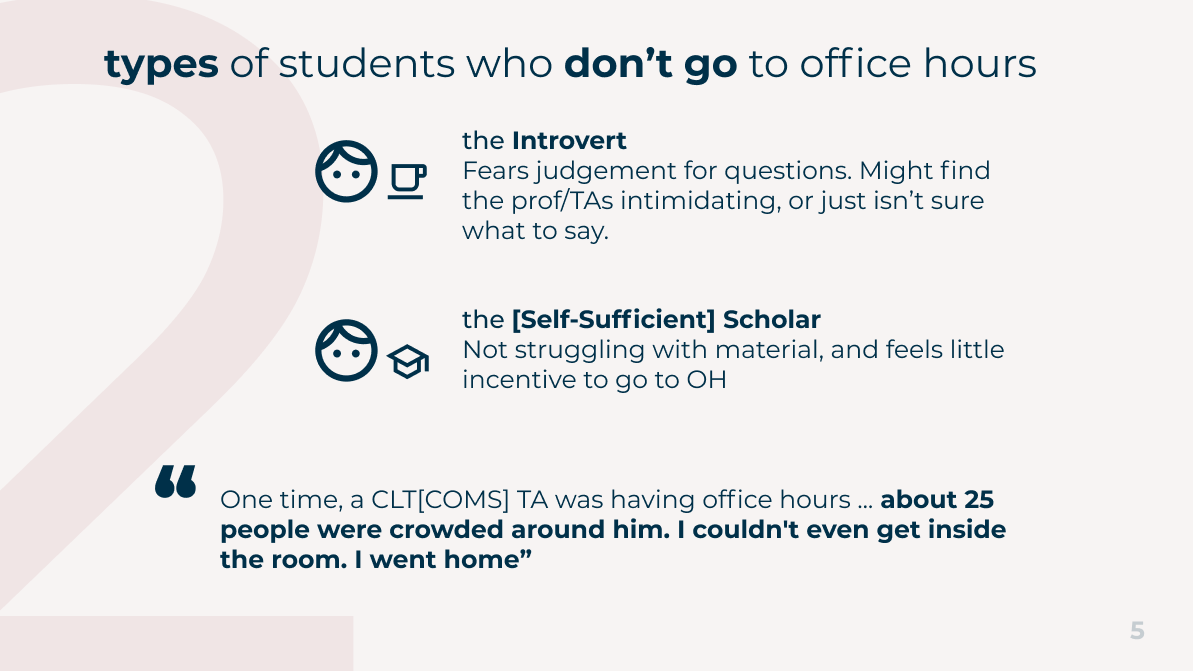 2
types of students who don’t go to office hours
the Introvert
Fears judgement for questions. Might find
the prof/TAs intimidating, or just isn’t sure
what to say.
the [Self-Sufficient] Scholar
Not struggling with material, and feels little
incentive to go to OH
“
One time, a CLT[COMS] TA was having office hours ... about 25
people were crowded around him. I couldn't even get inside
the room. I went home”
5